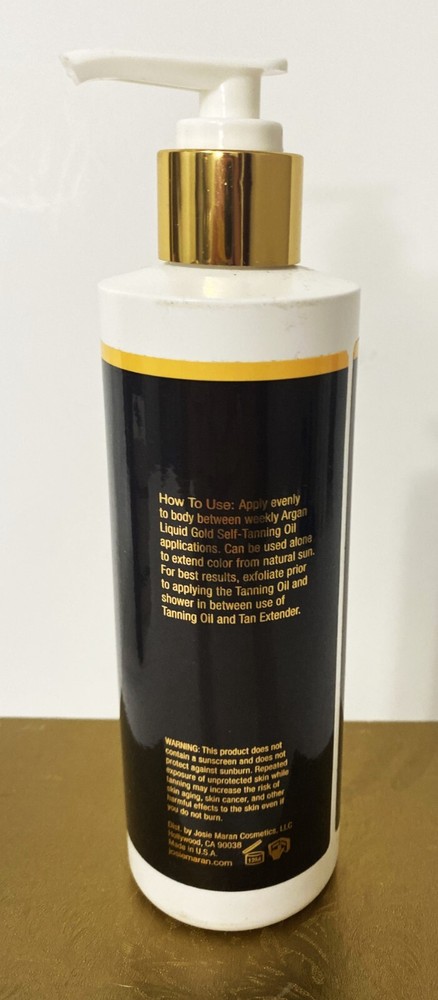 How To Use: Apply evenly
to body between weekly Argan
Liquid Gold Self-Tanning Oil
applications. Can be used alone
to extend color from natural sun.
For best results, exfoliate prior
to applying the Tanning Oil and
shower in between use of
Tanning Oil and Tan Extender.
WARNING: This product does not
contain a sunscreen and does not
protect against sunburn. Repeated
exposure of unprotected skin while
tanning may increase the risk of
skin aging, skin cancer, and other
harmful effects to the skin even if
you do not burn.
Dist. by Josie Maran Cosmetics, LLC
Hollywood, CA 90038
Made in U.S.A.
josiemaran.com